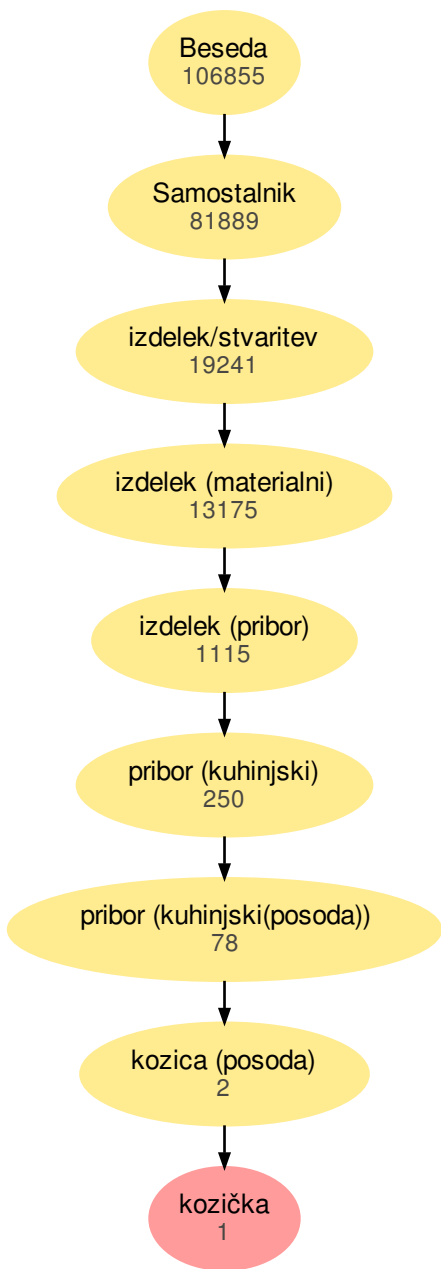 Beseda
106855
Samostalnik
81889
izdelek/stvaritev
19241
izdelek (materialni)
13175
izdelek (pribor)
1115
pribor (kuhinjski)
250
pribor (kuhinjski(posoda))
78
kozica (posoda)
2
kozička
1